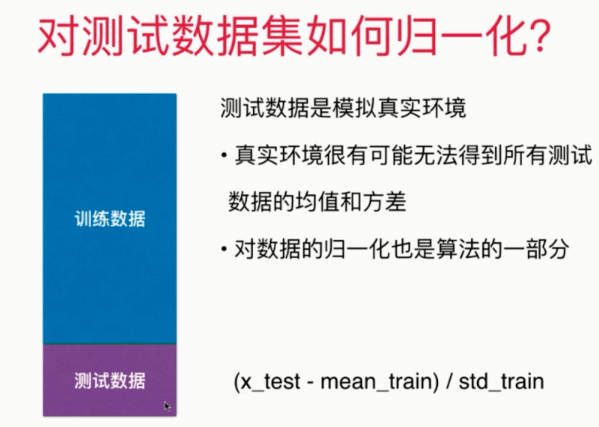 对测试数据集如何归一化?
训练数据
测试数据
测试数据是模拟真实环境
• 真实环境很有可能无法得到所有测试
数据的均值和方差
• 对数据的归一化也是算法的一部分
(x_test - mean_train) / std_train